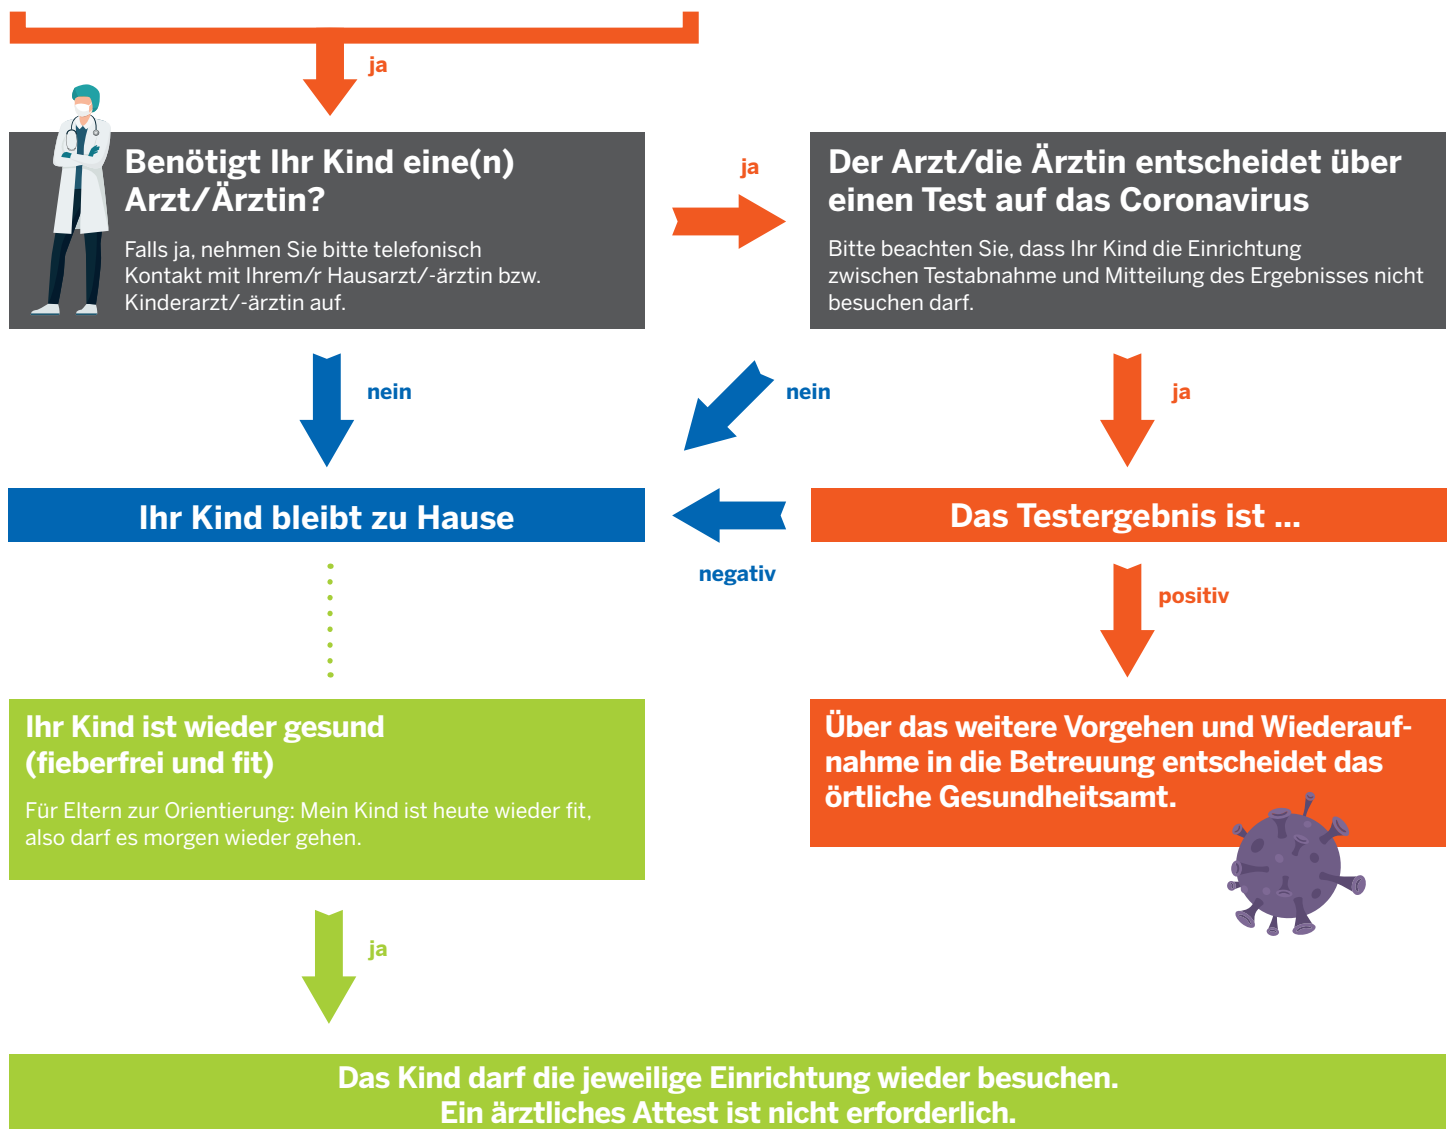 ja
Benötigt Ihr Kind eine(n)
Arzt/Ärztin?
Falls ja, nehmen Sie bitte telefonisch
Kontakt mit Ihrem/r Hausarzt/-ärztin bzw.
Kinderarzt/-ärztin auf.
ja
Der Arzt/die Ärztin entscheidet über
einen Test auf das Coronavirus
Bitte beachten Sie, dass Ihr Kind die Einrichtung
zwischen Testabnahme und Mitteilung des Ergebnisses nicht
besuchen darf.
nein
nein
ja
Ihr Kind bleibt zu Hause
Das Testergebnis ist ...
negativ
positiv
Ihr Kind ist wieder gesund
(fieberfrei und fit)
Für Eltern zur Orientierung: Mein Kind ist heute wieder fit,
also darf es morgen wieder gehen.
Über das weitere Vorgehen und Wiederauf-
nahme in die Betreuung entscheidet das
örtliche Gesundheitsamt.
ja
Das Kind darf die jeweilige Einrichtung wieder besuchen.
Ein ärztliches Attest ist nicht erforderlich.